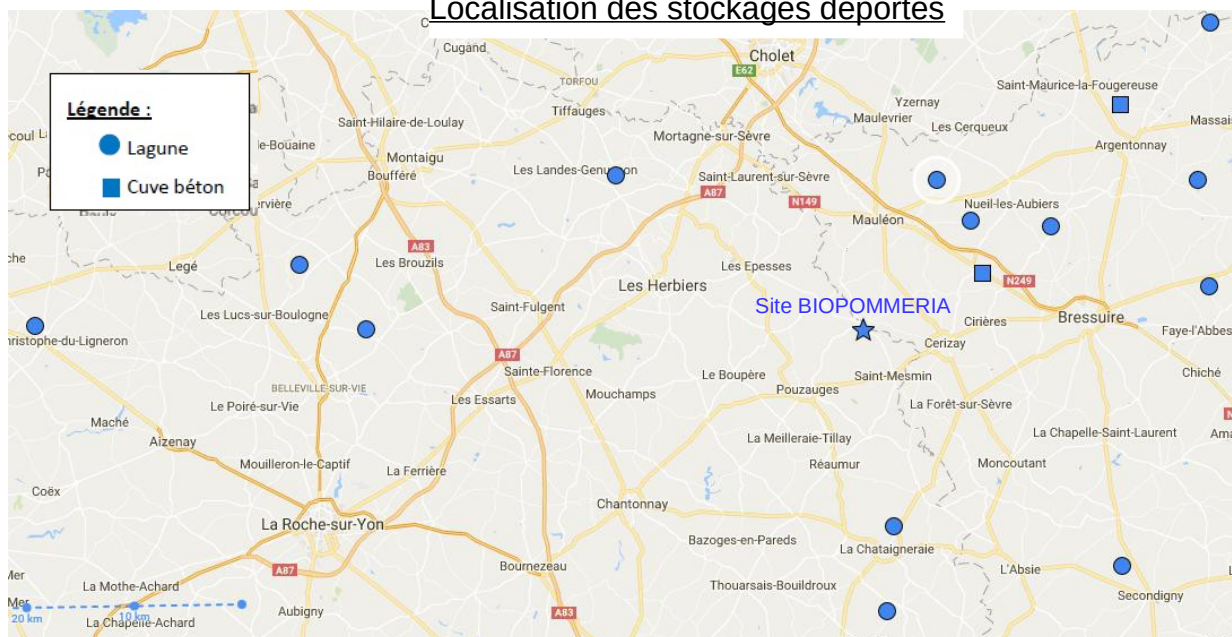 Localisation des stockages déportés
Cugand
Cholet
E62
TORFOU
Saint-Maurice-la-Fougereuse
Légende :
Lagune
Cuve béton
Tiffauges
Yzernay
Saint-Hilaire-de-Loulay
Maulevrier
Les Cerqueux
Massais
Mortagne-sur-Sèvre
Argentonnay
Montaigu
Boufféré
Saint-Laurent-sur-Sèvre
A87
N149
Nueil-les-Aubiers
Mauléon
A83
Les Brouzils
Legé
Les Epesses
N249
Les Herbiers
Saint-Fulgent
Site BIOPOMMERIA
Les Lucs-sur-Boulogne
Cirières
Bressuire
Cerizay
A87
Sainte-Florence
Le Boupère
Saint-Mesmin
Chiché
BELLEVILLE-SUR-VIE
Mouchamps
Pouzauges
Le Poiré-sur-Vie
Les Essarts
La Forêt-sur-Sèvre
Maché
Aizenay
La Meilleraie-Tillay
La Chapelle-Saint-Laurent
Mouilleron-le-Captif
La Ferrière
Réaumur
Moncoutant
Coëx
Chantonnay
La Roche-sur-Yon
Bazoges-en-Pareds
La Chataigneraie
A87
Bournezeau
L'Absie
La Mothe-Achard
Thouarsais-Bouildroux
Secondigny
20 km
10 km
Aubigny
A83
La Chapelle-Achard